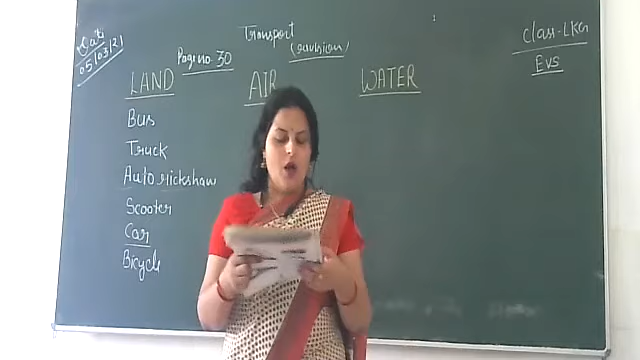 Date
05/03/21
Transport
(revision)
Class-LKG
EVS
Page no 30
LAND
AIR
WATER
Bus
Truck
Auto rickshaw
Scooter
Car
Bicycle